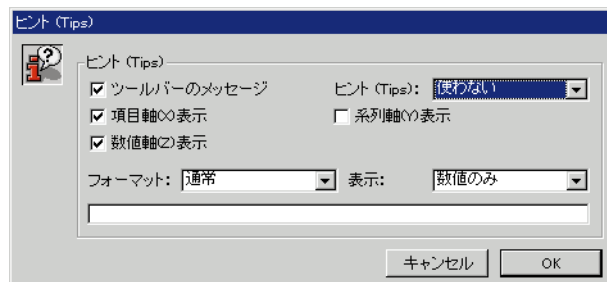 ヒント (Tips)
ヒント (Tips)
ツールバーのメッセージ ヒント (Tips): 使わない
項目軸(X)表示 系列軸(Y)表示
数値軸(Z)表示
フォーマット: 通常 表示: 数値のみ
キャンセル OK